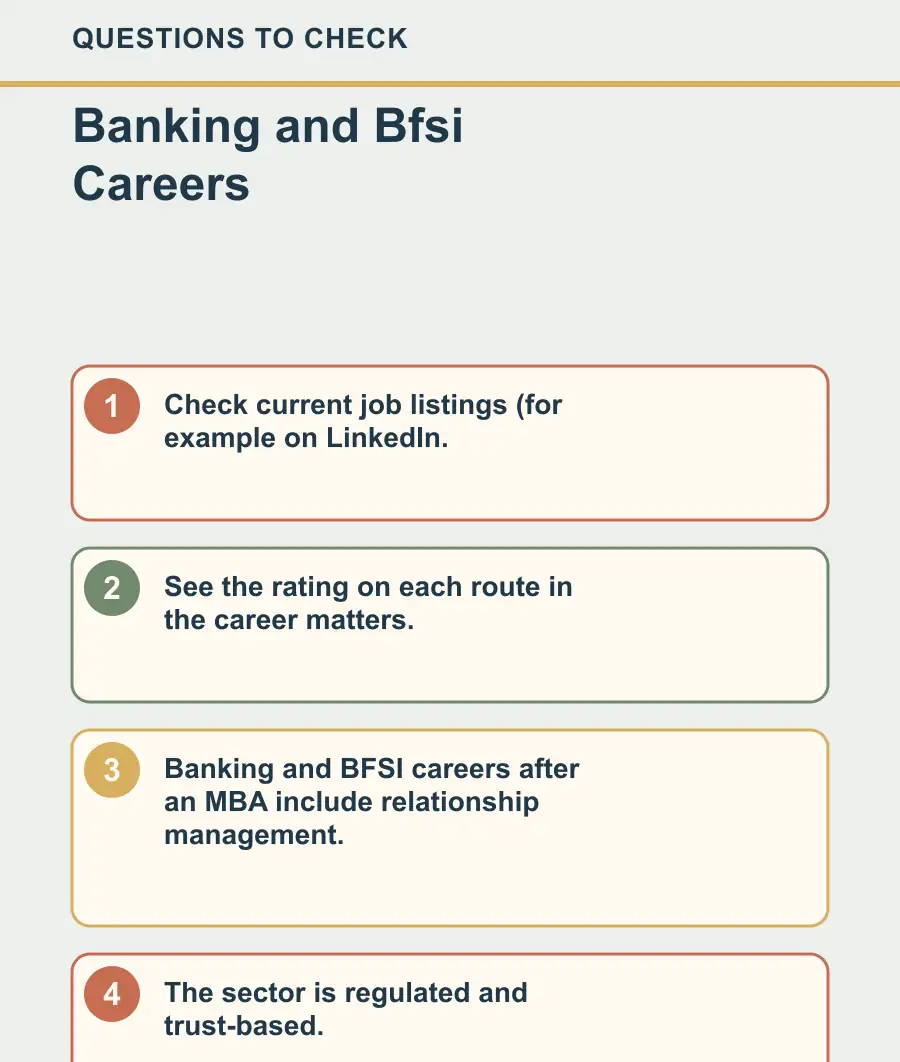 QUESTIONS TO CHECK
Banking and Bfsi
Careers
1
Check current job listings (for
example on LinkedIn.
2
See the rating on each route in
the career matters.
3
Banking and BFSI careers after
an MBA include relationship
management.
4
The sector is regulated and
trust-based.